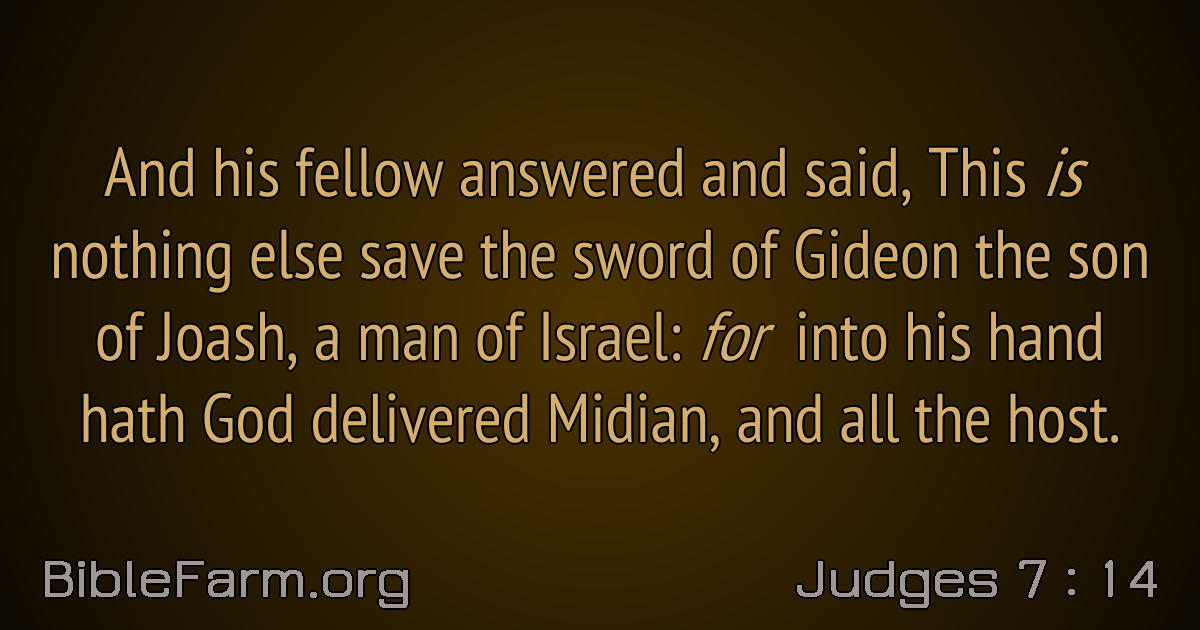 And his fellow answered and said, This is
nothing else save the sword of Gideon the son
of Joash, a man of Israel: for into his hand
hath God delivered Midian, and all the host.
BibleFarm.org
Judges 7 : 14